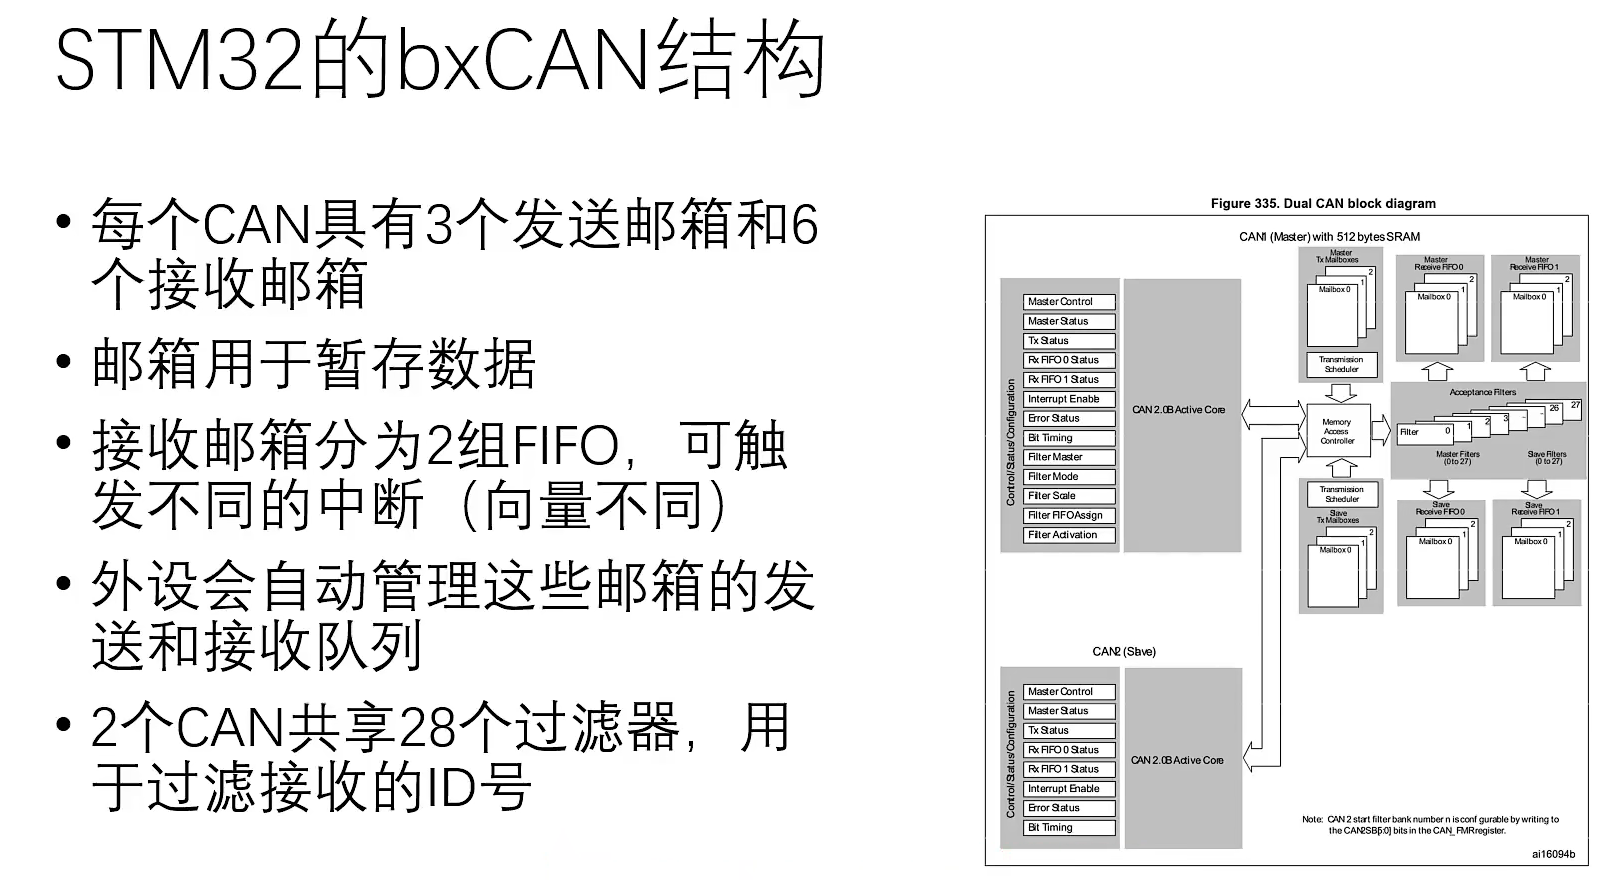 STM32的bxCAN结构
• 每个CAN具有3个发送邮箱和6
个接收邮箱
• 邮箱用于暂存数据
• 接收邮箱分为2组FIFO，可触
发不同的中断（向量不同）
• 外设会自动管理这些邮箱的发
送和接收队列
• 2个CAN共享28个过滤器，用
于过滤接收的ID号
Figure 335. Dual CAN block diagram
CAN1 (Master) with 512 bytes SRAM
Control/Status/Configuration
Master Control
Master Status
Tx Status
Rx FIFO 0 Status
Rx FIFO 1 Status
Interrupt Enable
Error Status
Bit Timing
Filter Master
Filter Mode
Filter Scale
Filter FIFO Assign
Filter Activation
CAN 2.0B Active Core
Master
Tx Mailboxes
2
1
Mailbox 0
Transmission
Scheduler
Master
Receive FIFO 0
2
1
Mailbox 0
Master
Receive FIFO 1
2
1
Mailbox 0
Memory
Access
Controller
Acceptance Filters
Filter 0 1 2 3 - - 26 27
Master Filters
(0 to 27)
Slave Filters
(0 to 27)
Transmission
Scheduler
Slave
Tx Mailboxes
2
1
Mailbox 0
Slave
Receive FIFO 0
2
1
Mailbox 0
Slave
Receive FIFO 1
2
1
Mailbox 0
CAN2 (Slave)
Control/Status/Configuration
Master Control
Master Status
Tx Status
Rx FIFO 0 Status
Rx FIFO 1 Status
Interrupt Enable
Error Status
Bit Timing
CAN 2.0B Active Core
Note: CAN 2 start filter bank number n is configurable by writing to
the CAN2SB[5:0] bits in the CAN_FMR register.
ai16094b